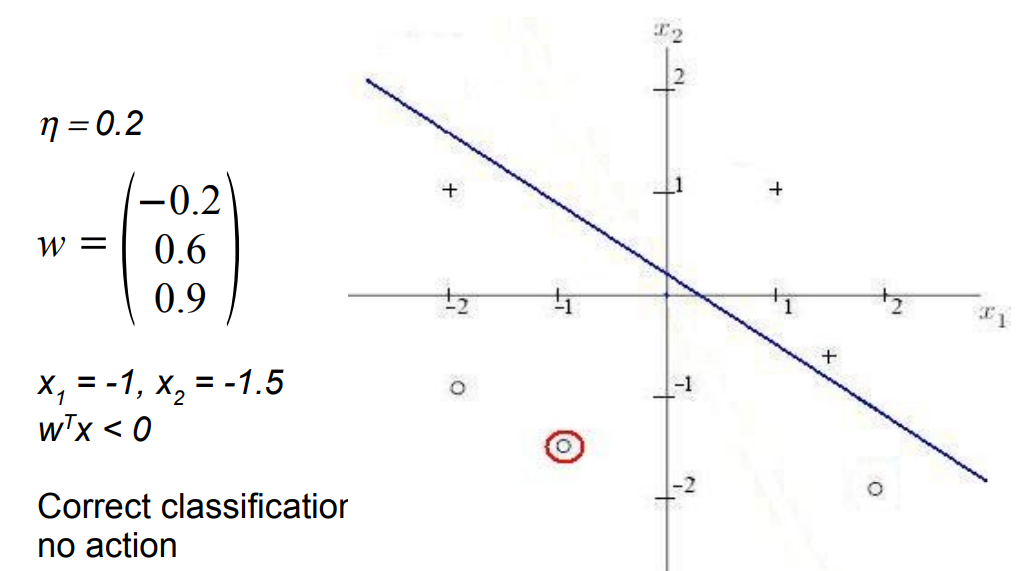 η = 0.2
w = (−0.2
0.6
0.9)
x₁ = -1, x₂ = -1.5
wᵀx < 0
Correct classification
no action
x₂
2
1
-2 -1 1 2
x₁
-1
-2